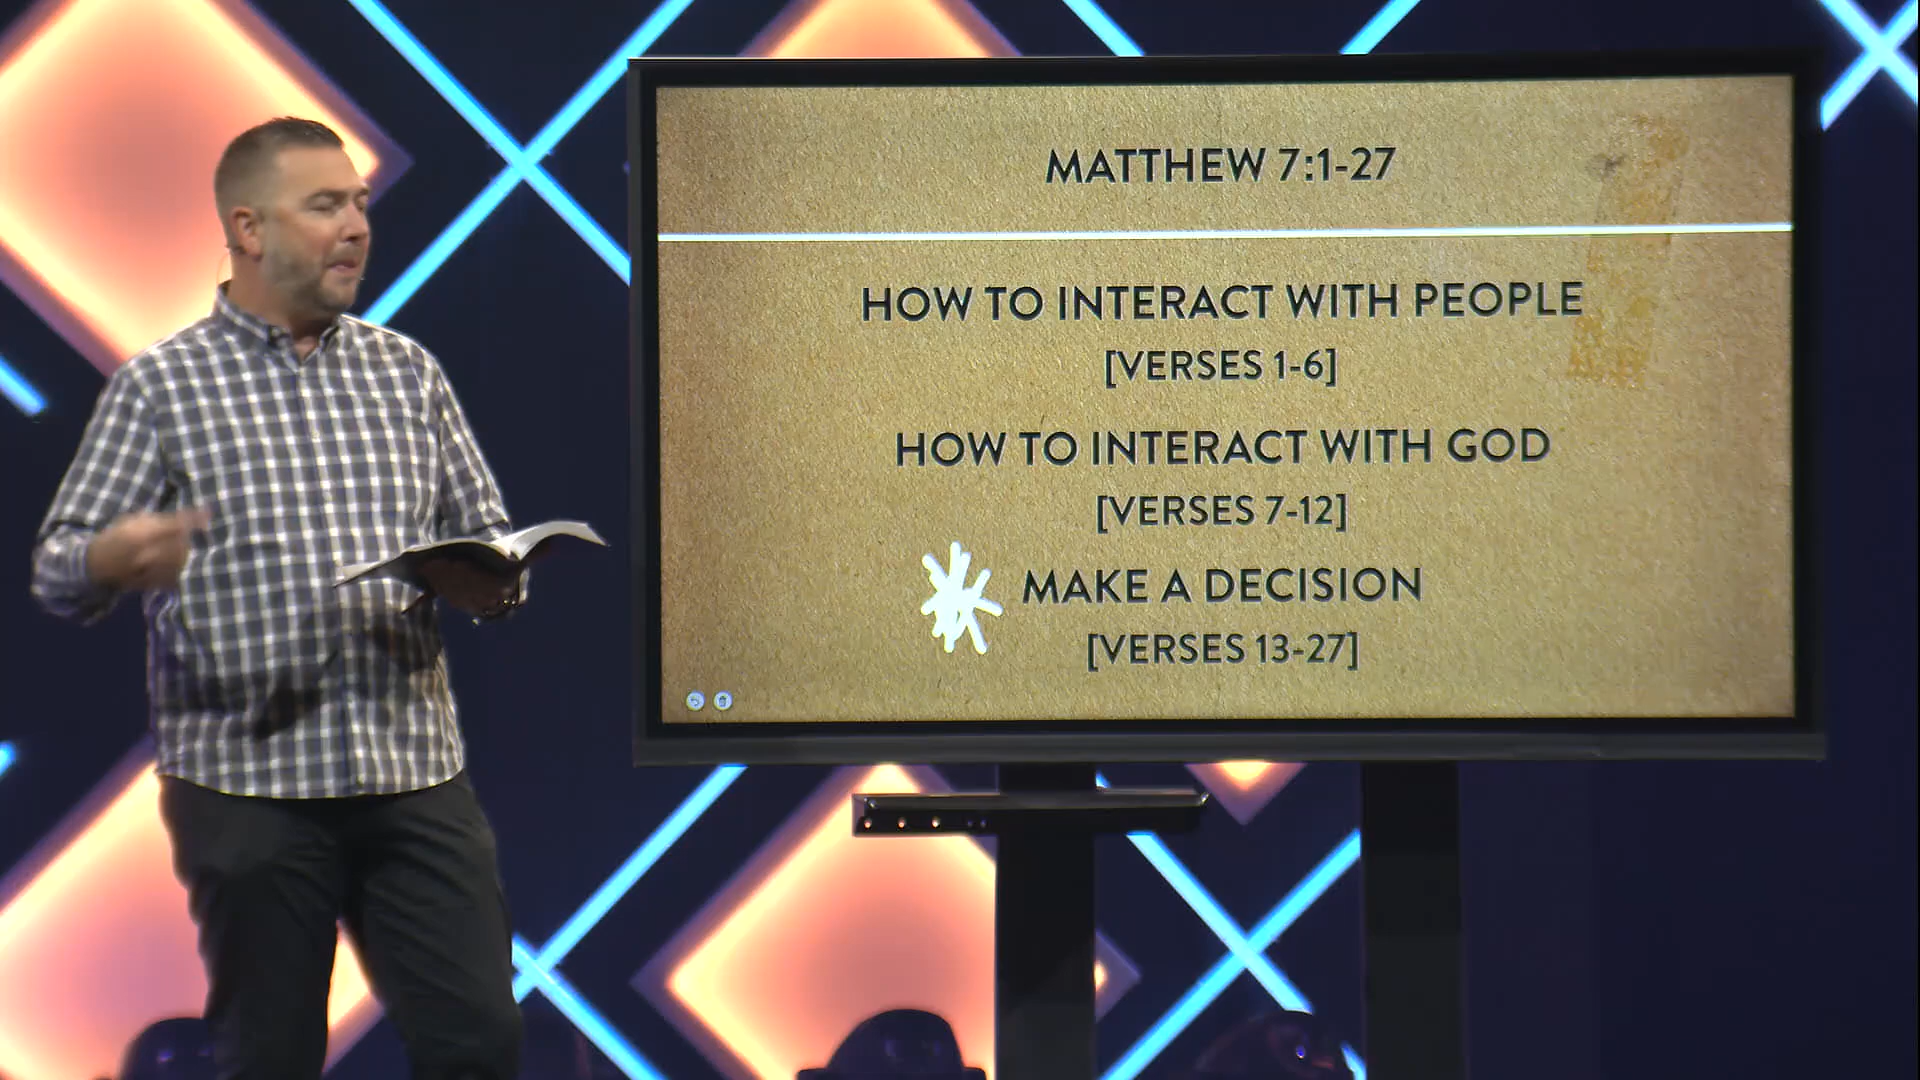 MATTHEW 7:1-27
HOW TO INTERACT WITH PEOPLE
[VERSES 1-6]
HOW TO INTERACT WITH GOD
[VERSES 7-12]
MAKE A DECISION
[VERSES 13-27]